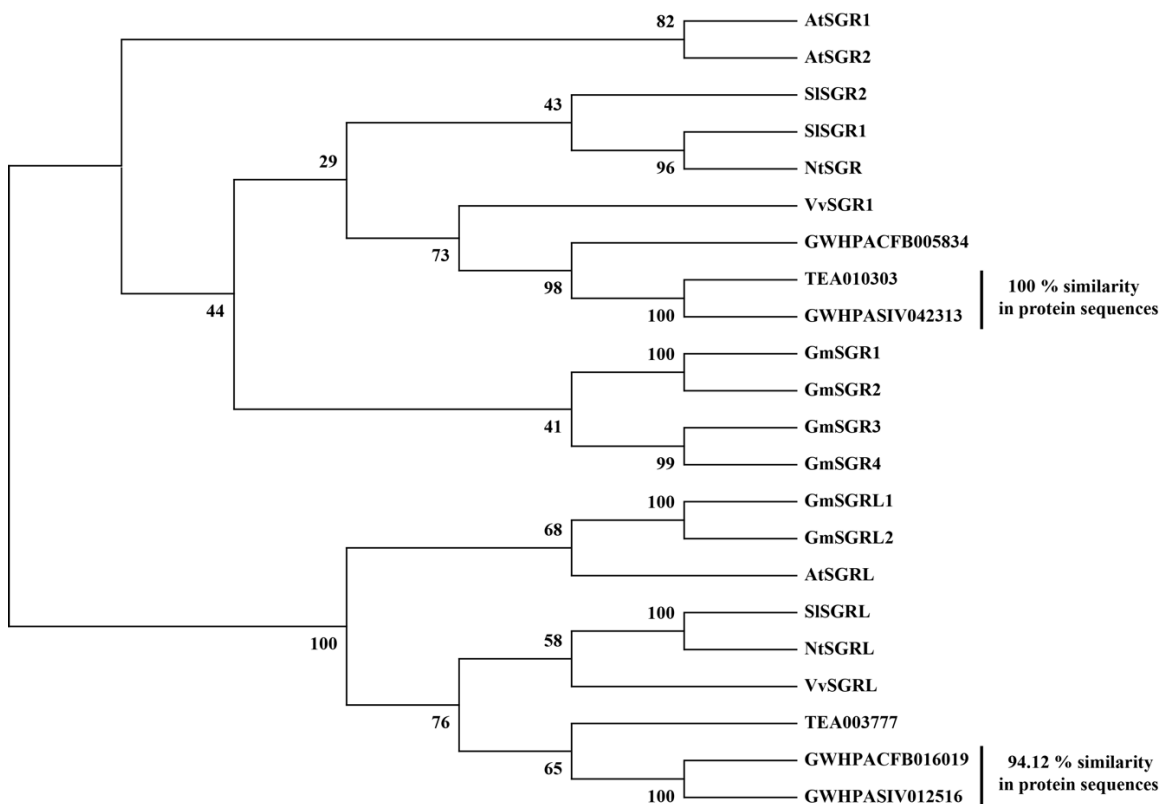 82
AtSGR1
AtSGR2
43
SlSGR2
SlSGR1
29
96
NtSGR
VvSGR1
73
GWHPACFB005834
98
TEA010303
100 % similarity
in protein sequences
44
100
GWHPASIV042313
100
GmSGR1
GmSGR2
41
GmSGR3
99
GmSGR4
100
GmSGRL1
68
GmSGRL2
AtSGRL
100
SlSGRL
100
58
NtSGRL
VvSGRL
76
TEA003777
65
GWHPACFB016019
94.12 % similarity
in protein sequences
100
GWHPASIV012516